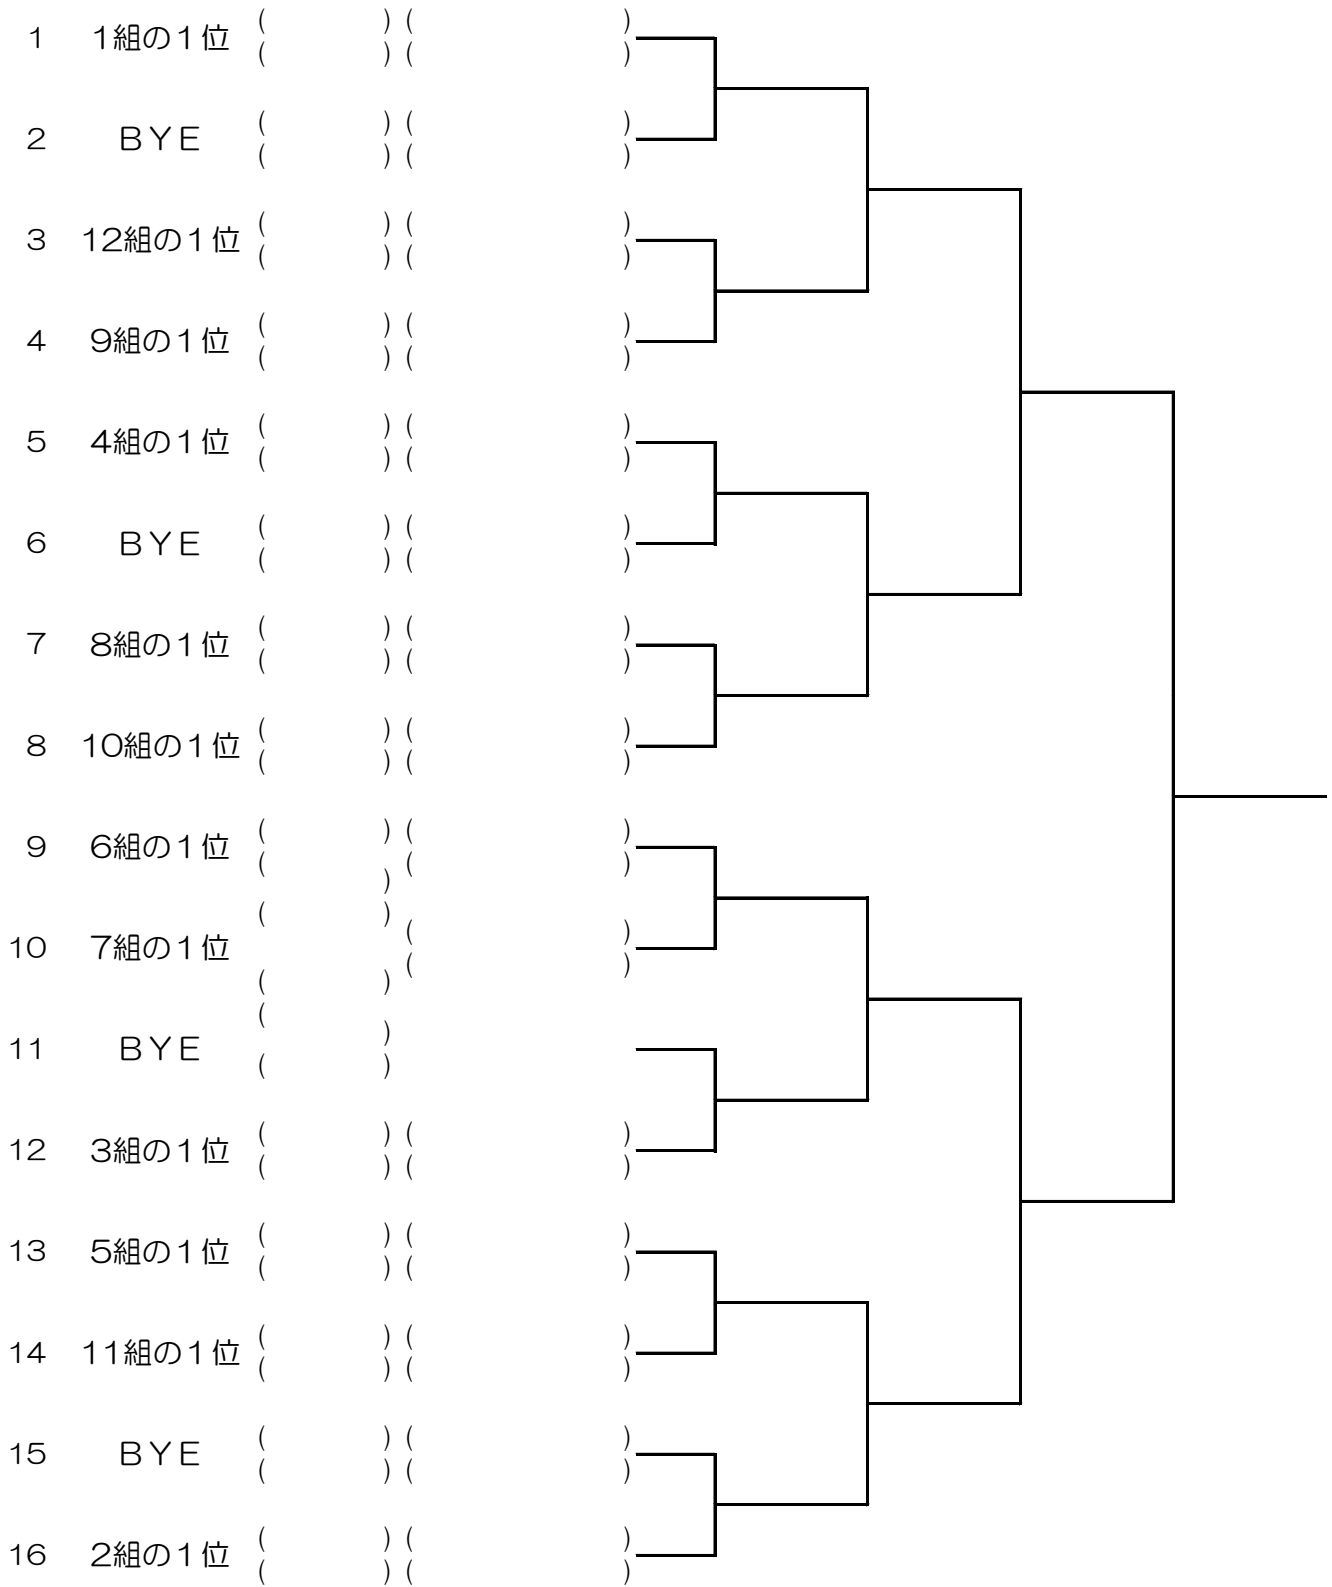 1 1組の１位 ( ) ( )
( ) ( )
2 ＢＹＥ ( ) ( )
( ) ( )
3 12組の１位 ( ) ( )
( ) ( )
4 9組の１位 ( ) ( )
( ) ( )
5 4組の１位 ( ) ( )
( ) ( )
6 ＢＹＥ ( ) ( )
( ) ( )
7 8組の１位 ( ) ( )
( ) ( )
8 10組の１位 ( ) ( )
( ) ( )
9 6組の１位 ( ) ( )
( ) ( )
10 7組の１位 ( ) ( )
( ) ( )
11 ＢＹＥ ( )
( )
12 3組の１位 ( ) ( )
( ) ( )
13 5組の１位 ( ) ( )
( ) ( )
14 11組の１位 ( ) ( )
( ) ( )
15 ＢＹＥ ( ) ( )
( ) ( )
16 2組の１位 ( ) ( )
( ) ( )